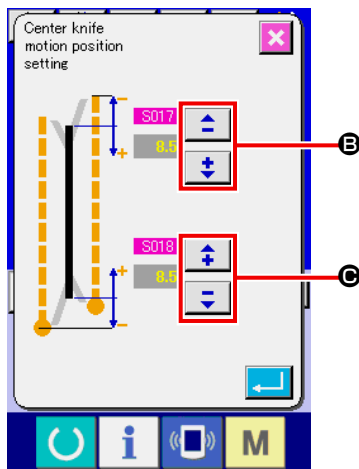 Center knife
motion position
setting
S017
8.5
B
S018
8.5
C
i
M